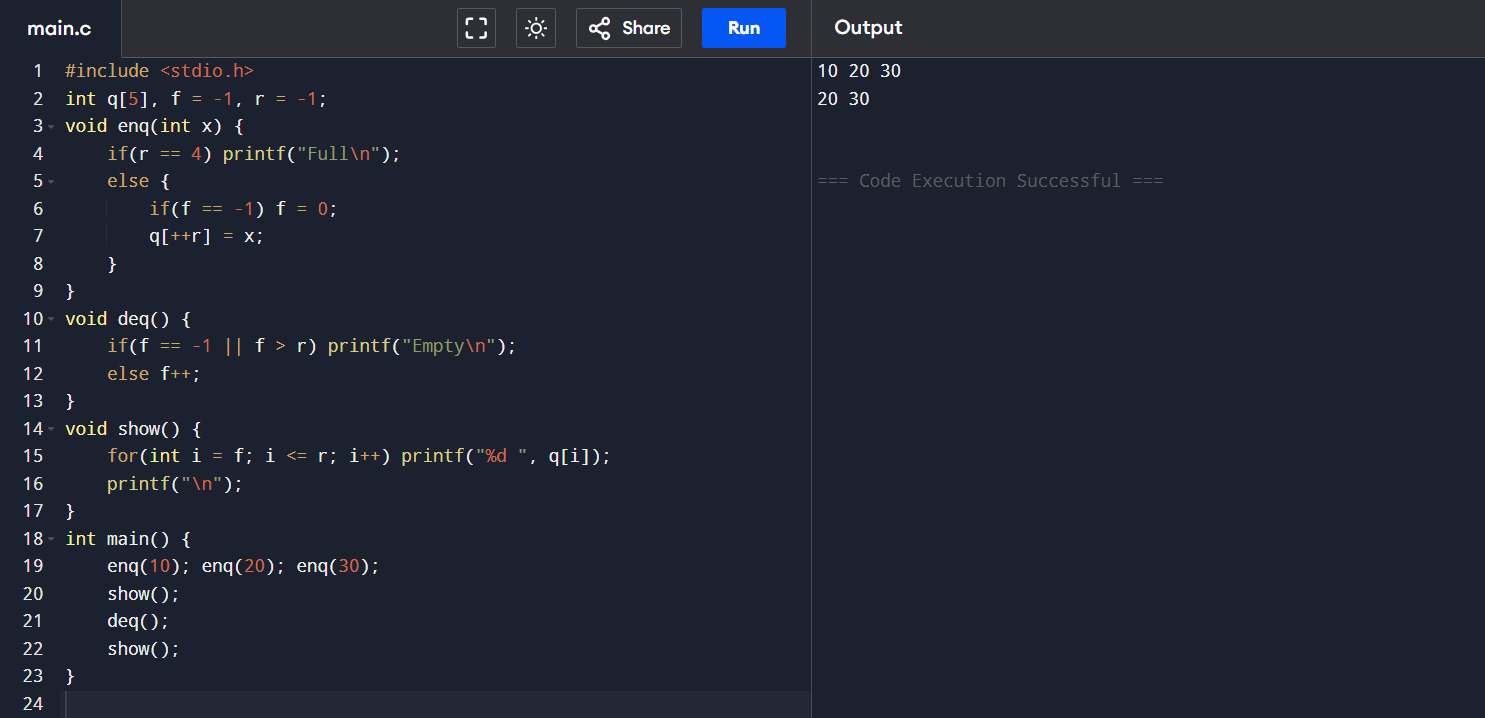 main.c
Share
Run
Output
1 #include <stdio.h>
2 int q[5], f = -1, r = -1;
3 void enq(int x) {
4     if(r == 4) printf("Full\n");
5     else {
6         if(f == -1) f = 0;
7         q[++r] = x;
8     }
9 }
10 void deq() {
11     if(f == -1 || f > r) printf("Empty\n");
12     else f++;
13 }
14 void show() {
15     for(int i = f; i <= r; i++) printf("%d ", q[i]);
16     printf("\n");
17 }
18 int main() {
19     enq(10); enq(20); enq(30);
20     show();
21     deq();
22     show();
23 }
24
10 20 30
20 30
=== Code Execution Successful ===